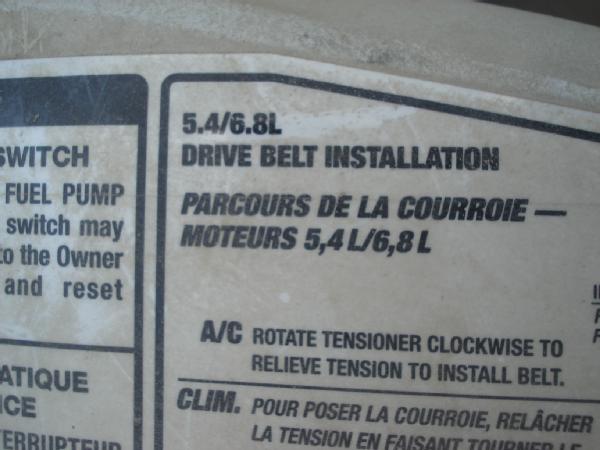 SWITCH
FUEL PUMP
switch may
to the Owner
and reset
ATIQUE
CE
TERRUPTEUR
5.4/6.8L
DRIVE BELT INSTALLATION
PARCOURS DE LA COURROIE —
MOTEURS 5,4 L/6,8 L
A/C ROTATE TENSIONER CLOCKWISE TO
RELIEVE TENSION TO INSTALL BELT.
CLIM. POUR POSER LA COURROIE, RELÂCHER
LA TENSION EN FAISANT TOURNER LE